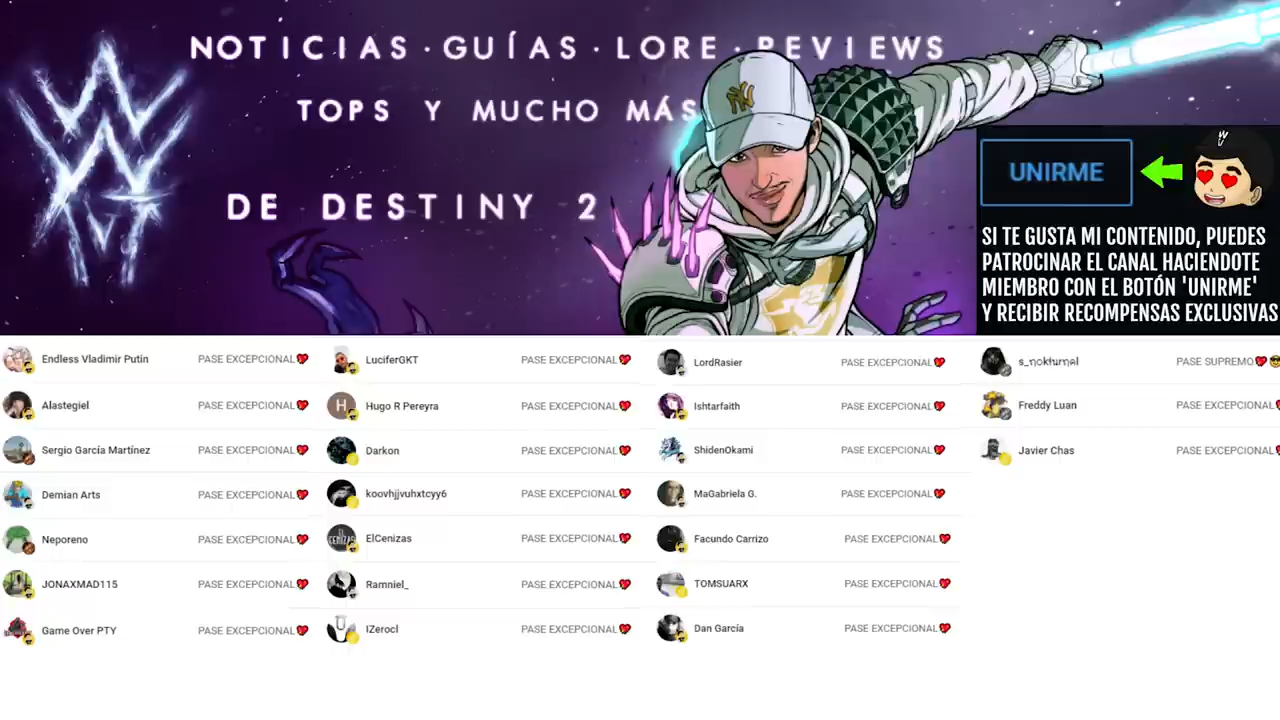 NOTICIAS · GUÍAS · LORE · REVIEWS
TOPS Y MUCHO MÁS
DE DESTINY 2
UNIRME
SI TE GUSTA MI CONTENIDO, PUEDES
PATROCINAR EL CANAL HACIENDOTE
MIEMBRO CON EL BOTÓN 'UNIRME'
Y RECIBIR RECOMPENSAS EXCLUSIVAS
Endless Vladimir Putin PASE EXCEPCIONAL
Alastegiel PASE EXCEPCIONAL
Sergio García Martínez PASE EXCEPCIONAL
Demian Arts PASE EXCEPCIONAL
Neporeno PASE EXCEPCIONAL
JONAXMAD115 PASE EXCEPCIONAL
Game Over PTY PASE EXCEPCIONAL
LuciferGKT PASE EXCEPCIONAL
H Hugo R Pereyra PASE EXCEPCIONAL
Darkon PASE EXCEPCIONAL
koovhjjvuhxtcyy6 PASE EXCEPCIONAL
ElCenizas PASE EXCEPCIONAL
Ramniel_ PASE EXCEPCIONAL
IZerocI PASE EXCEPCIONAL
LordRasier PASE EXCEPCIONAL
Ishtarfaith PASE EXCEPCIONAL
ShidenOkami PASE EXCEPCIONAL
MaGabriela G. PASE EXCEPCIONAL
Facundo Carrizo PASE EXCEPCIONAL
TOMSUARX PASE EXCEPCIONAL
Dan García PASE EXCEPCIONAL
s_nokturnal PASE SUPREMO
Freddy Luan PASE EXCEPCIONAL
Javier Chas PASE EXCEPCIONAL